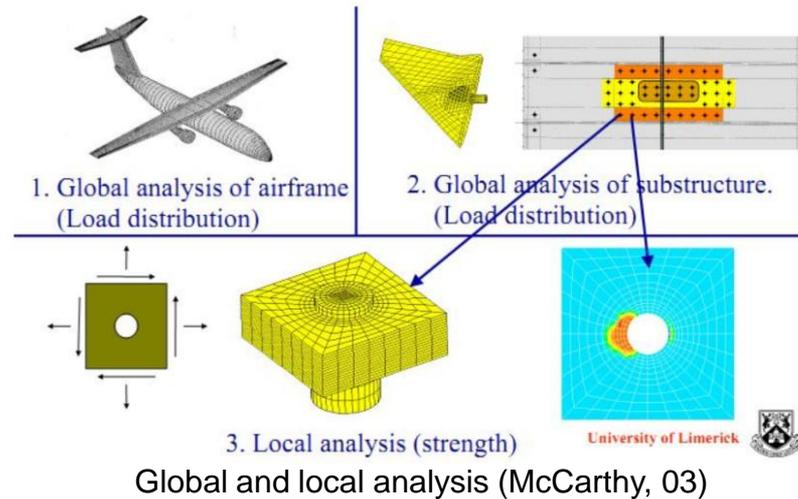 1. Global analysis of airframe
(Load distribution)
2. Global analysis of substructure.
(Load distribution)
3. Local analysis (strength)
University of Limerick
Global and local analysis (McCarthy, 03)